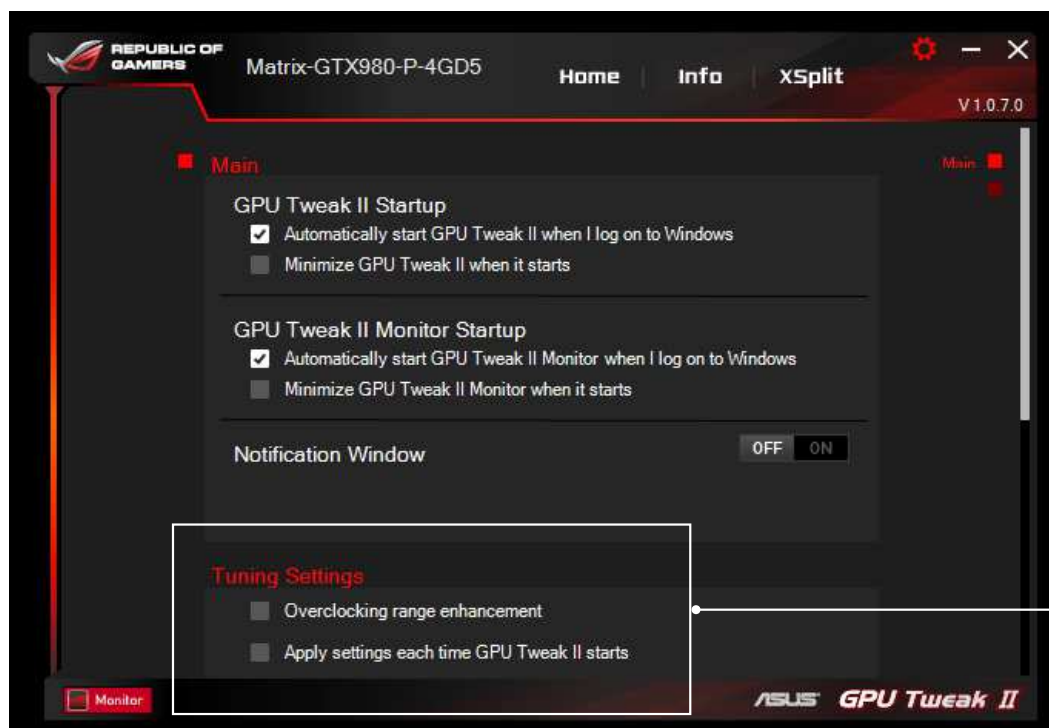 REPUBLIC OF
GAMERS
Matrix-GTX980-P-4GD5
Home
Info
XSplit
V 1.0.7.0
Main
Main
GPU Tweak II Startup
Automatically start GPU Tweak II when I log on to Windows
Minimize GPU Tweak II when it starts
GPU Tweak II Monitor Startup
Automatically start GPU Tweak II Monitor when I log on to Windows
Minimize GPU Tweak II Monitor when it starts
Notification Window
OFF ON
Tuning Settings
Overclocking range enhancement
Apply settings each time GPU Tweak II starts
Monitor
ASUS GPU Tweak II